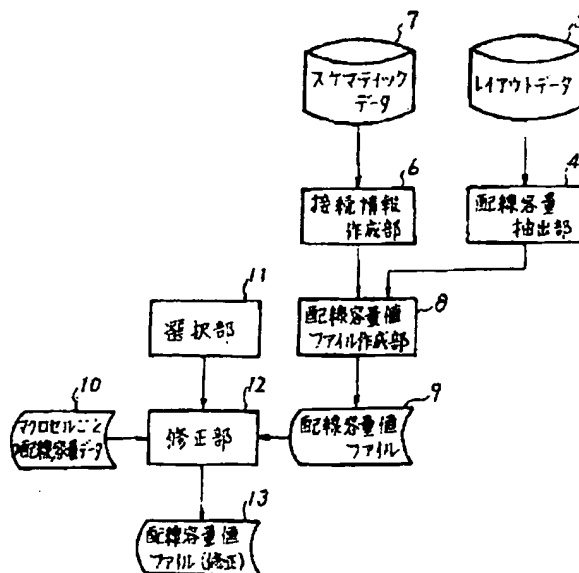 7
スケマティック
データ
レイアウトデータ
6
接続情報
作成部
4
配線容量
抽出部
11
選択部
8
配線容量値
ファイル作成部
10
マクロセルごと
の配線容量データ
12
修正部
9
配線容量値
ファイル
13
配線容量値
ファイル(修正)